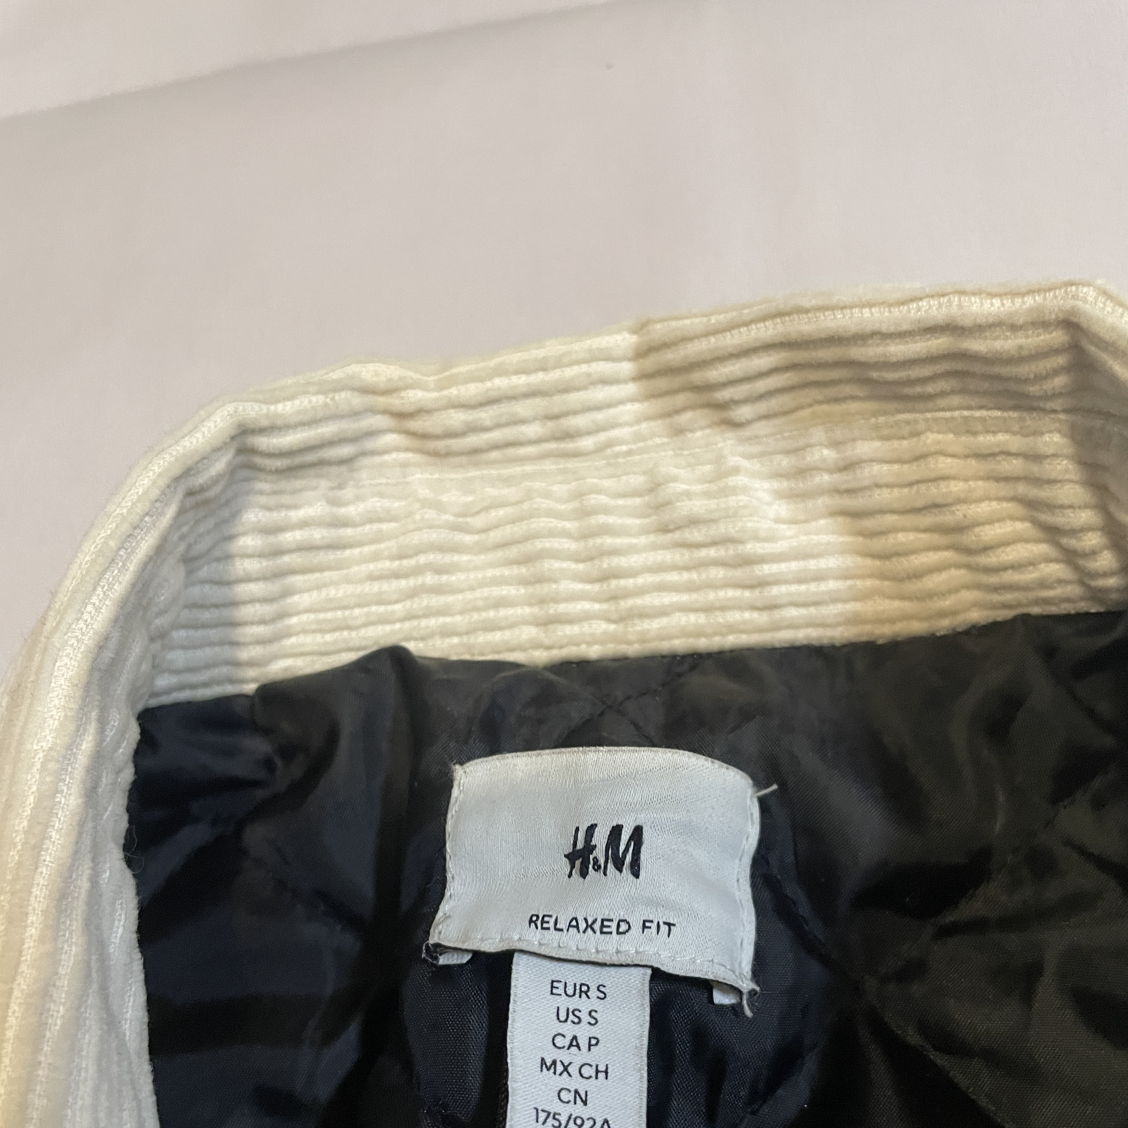 H&M
RELAXED FIT
EUR S
US S
CA P
MX CH
CN
175/92A